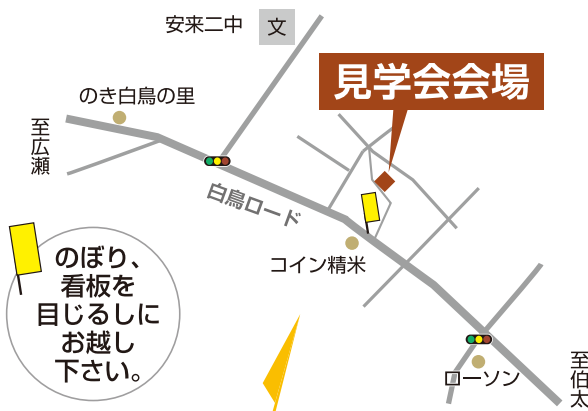 安来二中
文
見学会会場
のき白鳥の里
至広瀬
白鳥ロード
コイン精米
のぼり、
看板を
目じるしに
お越し
下さい。
ローソン
至伯太